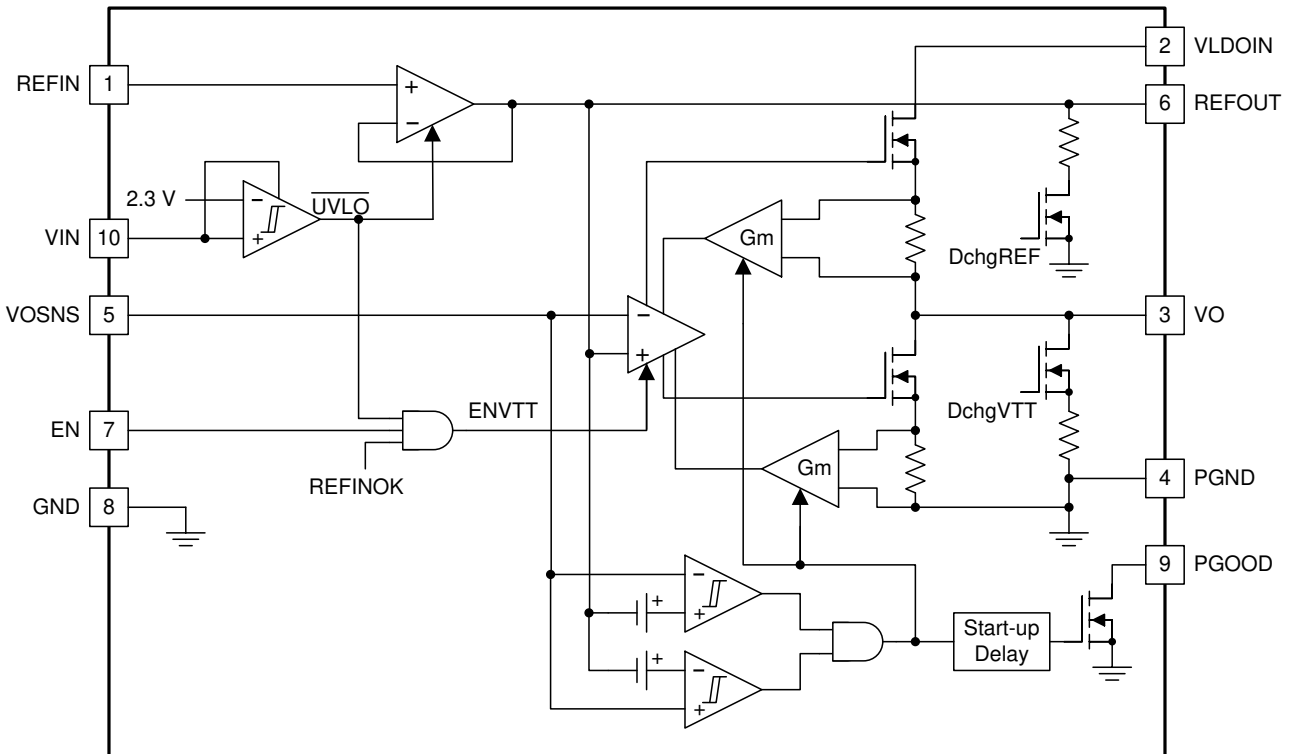 2 VLDOIN
REFIN 1
+
6 REFOUT
−
2.3 V
−
UVLO
VIN 10
+
Gm
DchgREF
VOSNS 5
−
3 VO
+
EN 7
ENVTT
DchgVTT
REFINOK
Gm
4 PGND
GND 8
9 PGOOD
−
+
+
Start-up
Delay
+
−
+